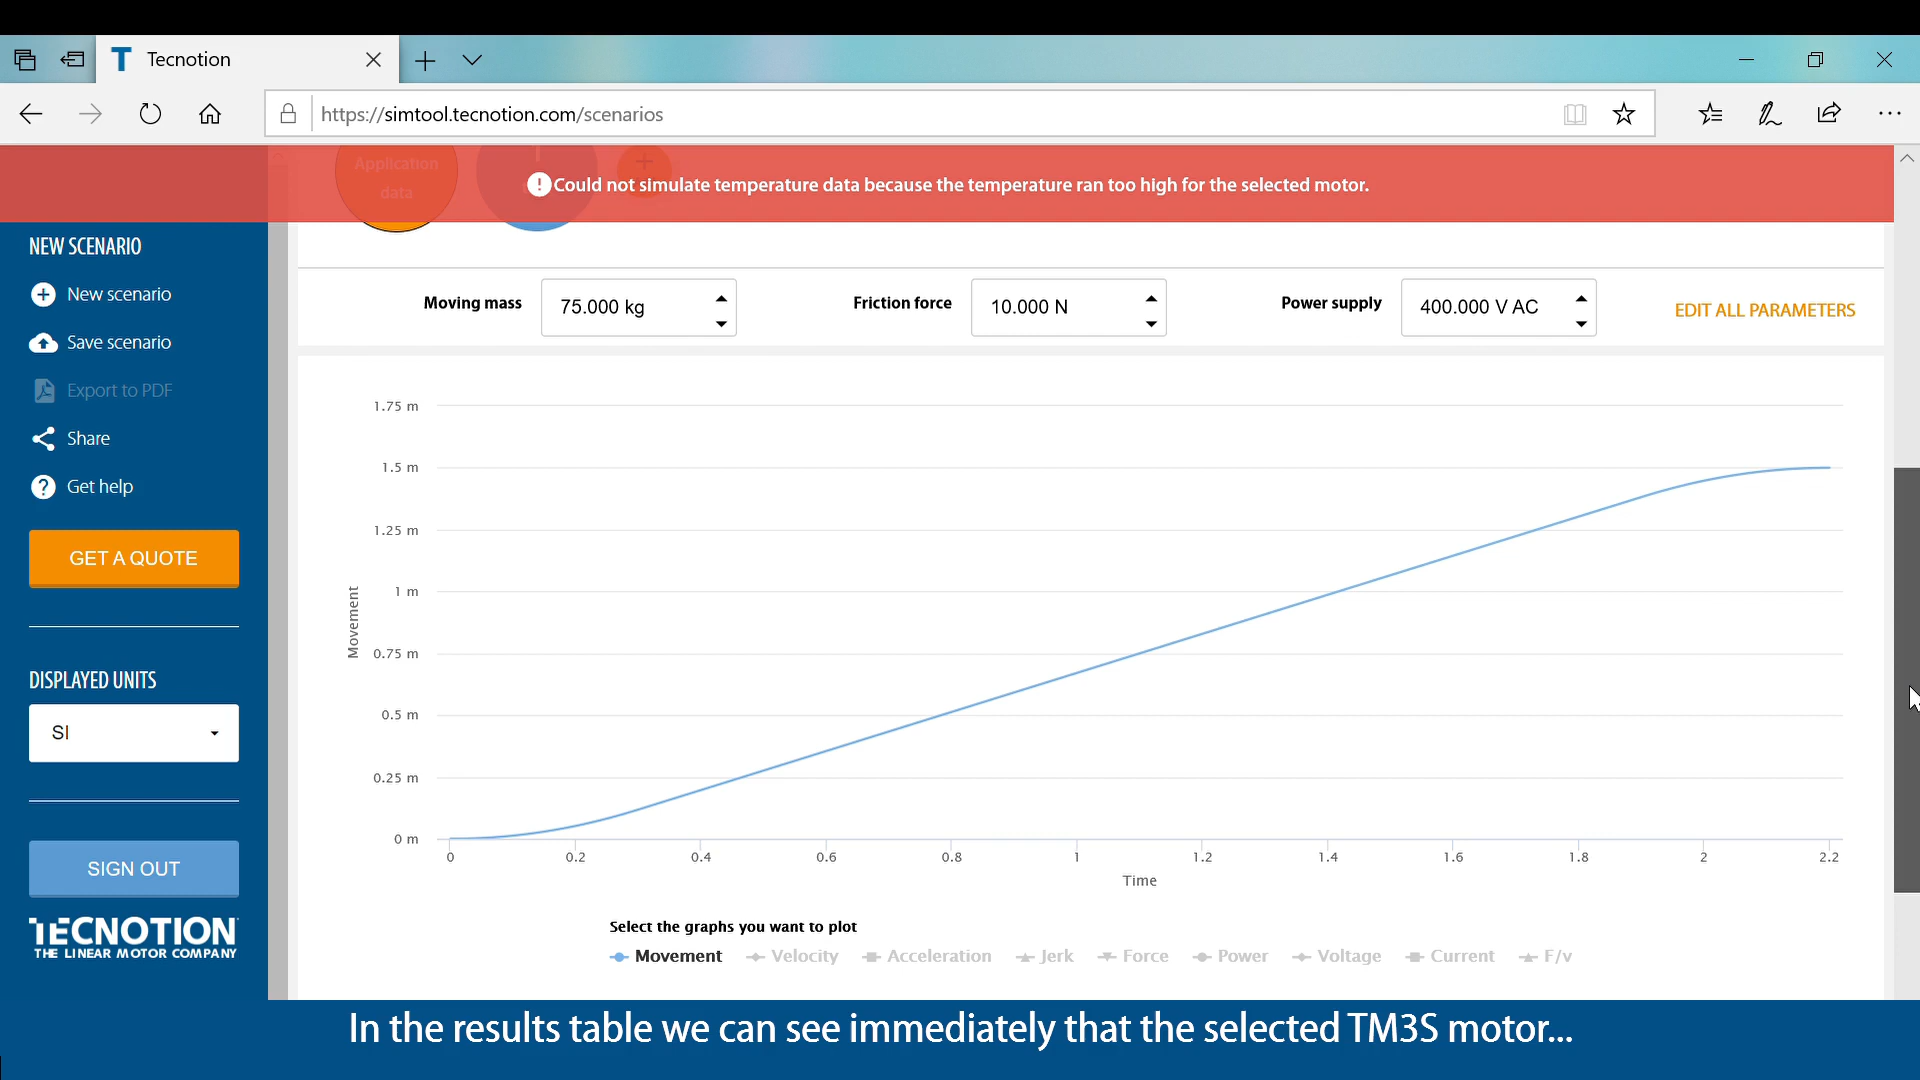 Tecnotion
https://simtool.tecnotion.com/scenarios
Application
data
Could not simulate temperature data because the temperature ran too high for the selected motor.
NEW SCENARIO
New scenario
Save scenario
Export to PDF
Share
Get help
GET A QUOTE
DISPLAYED UNITS
SI
SIGN OUT
TECNOTION
THE LINEAR MOTOR COMPANY
Moving mass 75.000 kg Friction force 10.000 N Power supply 400.000 V AC EDIT ALL PARAMETERS
1.75 m
1.5 m
1.25 m
1 m
0.75 m
0.5 m
0.25 m
0 m
Movement
0 0.2 0.4 0.6 0.8 1 1.2 1.4 1.6 1.8 2 2.2
Time
Select the graphs you want to plot
Movement Velocity Acceleration Jerk Force Power Voltage Current F/v
In the results table we can see immediately that the selected TM3S motor...